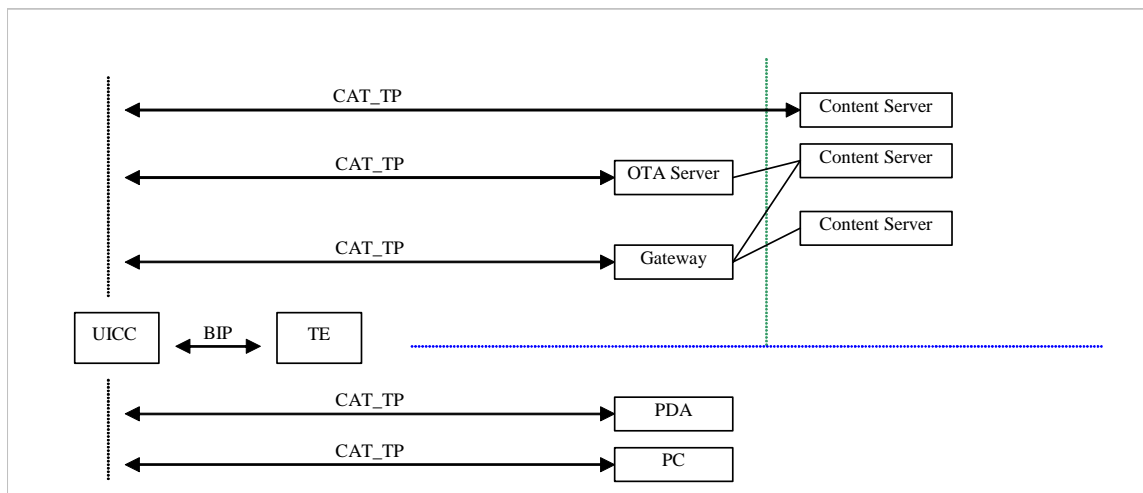 CAT_TP
Content Server
CAT_TP
OTA Server
Content Server
Content Server
CAT_TP
Gateway
UICC
BIP
TE
CAT_TP
PDA
CAT_TP
PC